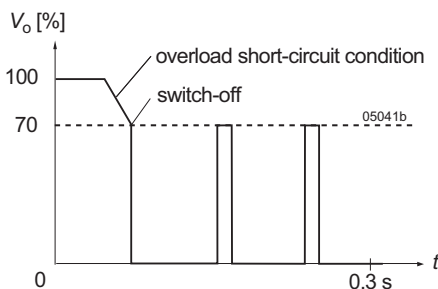 Vo [%]
overload short-circuit condition
100
switch-off
70
05041b
t
0
0.3 s